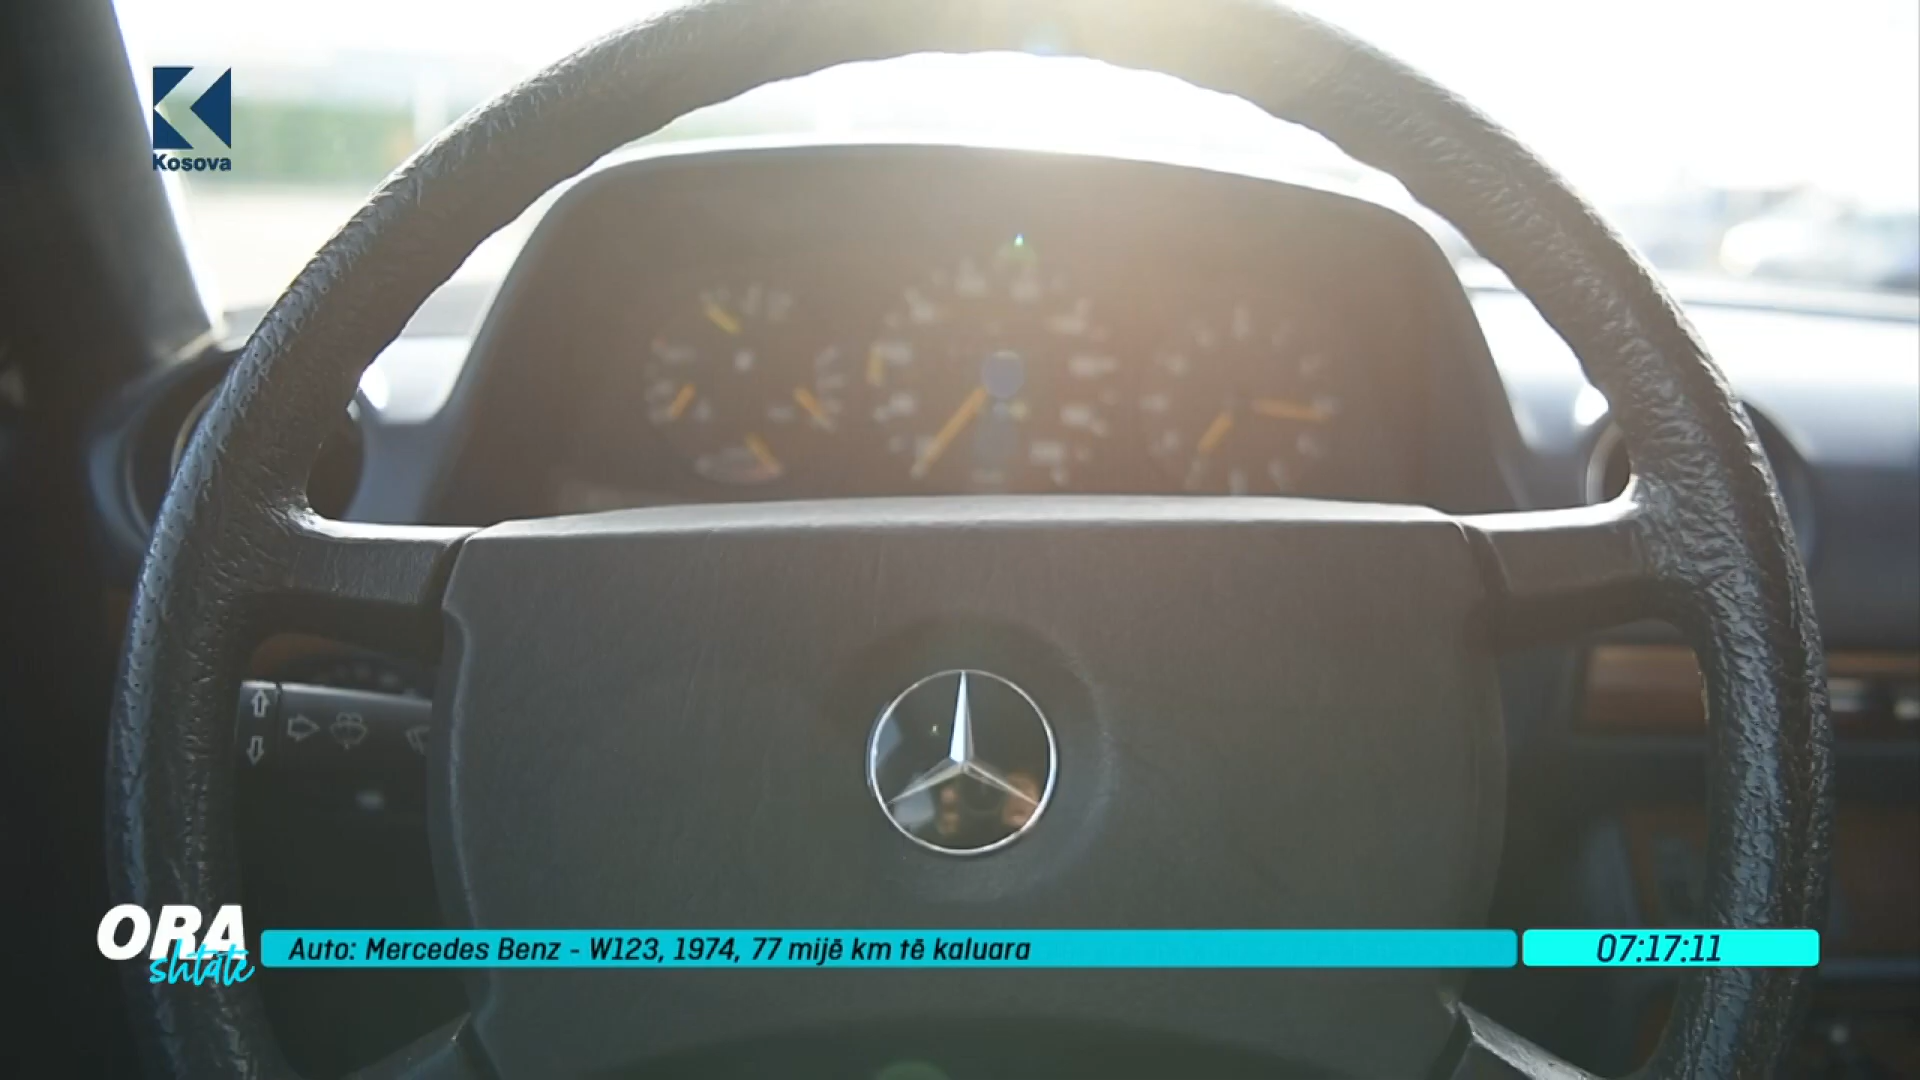 Kosova
ORA
shtatë
Auto: Mercedes Benz - W123, 1974, 77 mijë km të kaluara
07:17:11